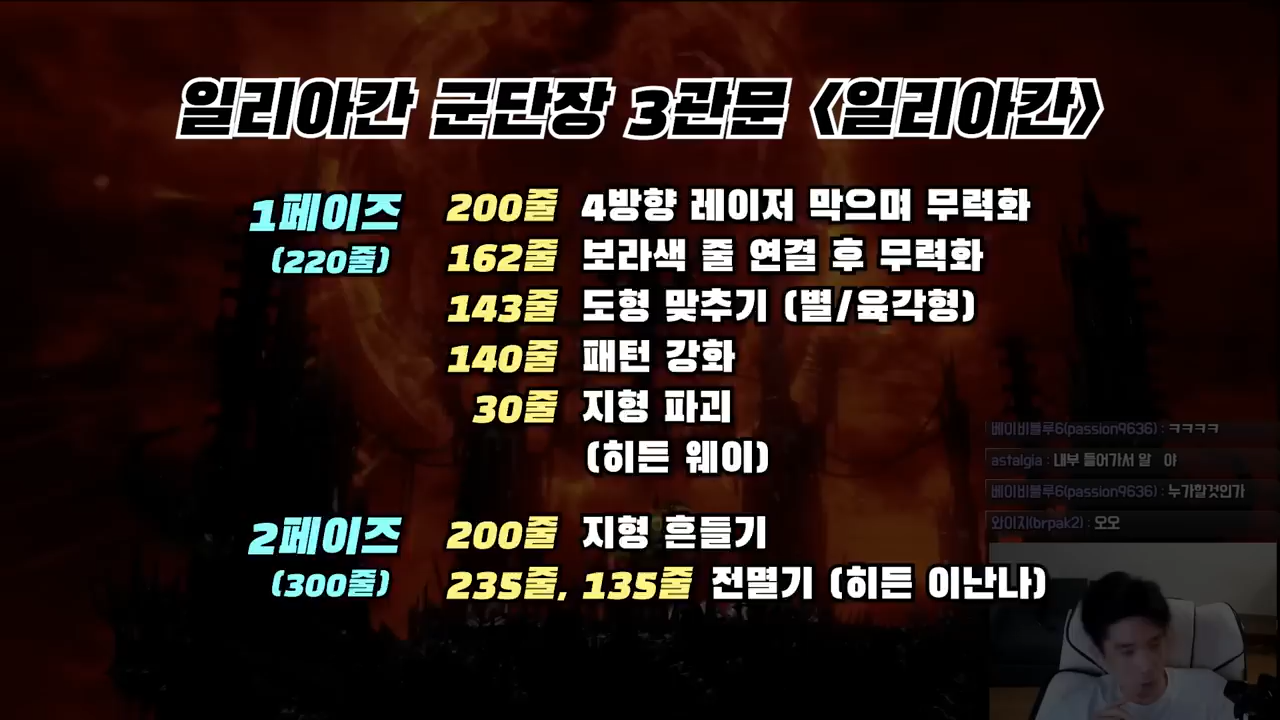 일리아칸 군단장 3관문 <일리아칸>
1페이즈
(220줄)
200줄 4방향 레이저 막으며 무력화
162줄 보라색 줄 연결 후 무력화
143줄 도형 맞추기 (별/육각형)
140줄 패턴 강화
30줄 지형 파괴
(히든 웨이)
2페이즈
(300줄)
200줄 지형 흔들기
235줄, 135줄 전멸기 (히든 이난나)
베이비블루6(passion9636) : ㅋㅋㅋㅋ
astalgia : 내부 들어가서 알 야
베이비블루6(passion9636) : 누가할것인가
와이지(brpak2) : 오오